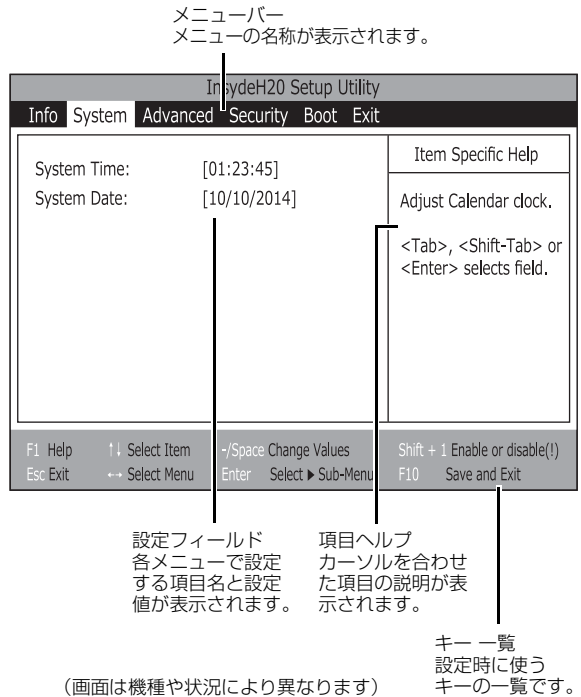 メニューバー
メニューの名称が表示されます。
InsydeH20 Setup Utility
Info System Advanced Security Boot Exit
System Time: [01:23:45]
System Date: [10/10/2014]
Item Specific Help
Adjust Calendar clock.
<Tab>, <Shift-Tab> or
<Enter> selects field.
F1 Help ↑↓ Select Item -/Space Change Values Shift + 1 Enable or disable(!)
Esc Exit ←→ Select Menu Enter Select ▶ Sub-Menu F10 Save and Exit
設定フィールド
各メニューで設定
する項目名と設定
値が表示されます。
項目ヘルプ
カーソルを合わせ
た項目の説明が表
示されます。
キー 一覧
設定時に使う
キーの一覧です。
（画面は機種や状況により異なります）